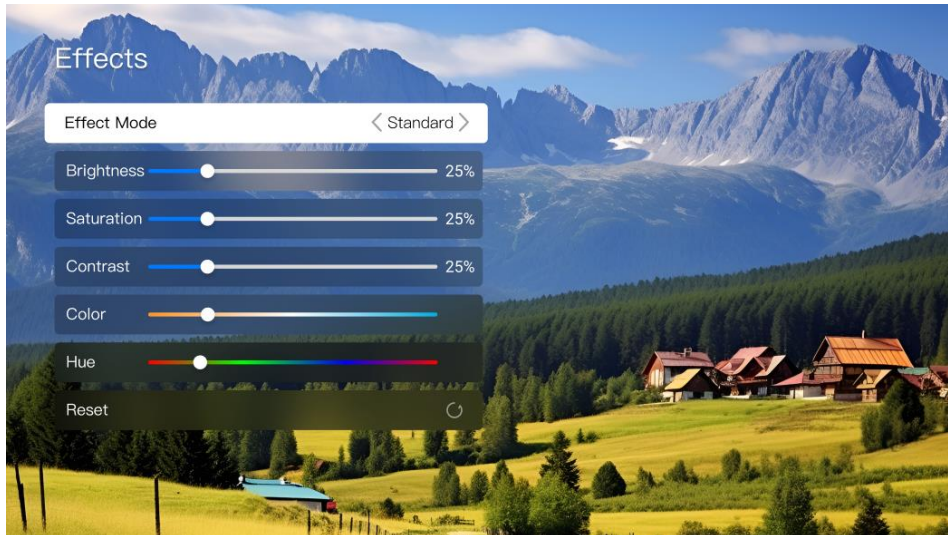 Effects
Effect Mode < Standard >
Brightness 25%
Saturation 25%
Contrast 25%
Color
Hue
Reset